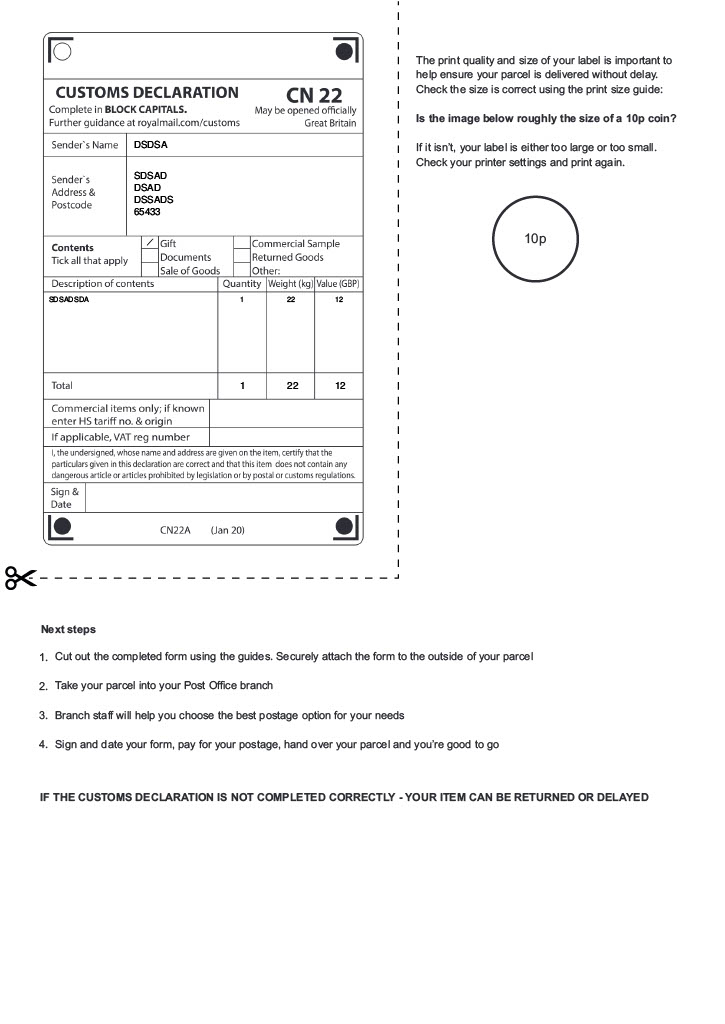 CUSTOMS DECLARATION
CN 22
Complete in BLOCK CAPITALS.
May be opened officially
Further guidance at royalmail.com/customs
Great Britain
Sender`s Name
DSDSA
Sender`s
Address &
Postcode
SDSAD
DSAD
DSSADS
65433
Contents
Tick all that apply
Gift
Documents
Sale of Goods
Commercial Sample
Returned Goods
Other:
Description of contents Quantity Weight (kg) Value (GBP)
SDSADSDA 1 22 12
Total 1 22 12
Commercial items only; if known
enter HS tariff no. & origin
If applicable, VAT reg number
I, the undersigned, whose name and address are given on the item, certify that the
particulars given in this declaration are correct and that this item does not contain any
dangerous article or articles prohibited by legislation or by postal or customs regulations.
Sign &
Date
CN22A (Jan 20)
The print quality and size of your label is important to
help ensure your parcel is delivered without delay.
Check the size is correct using the print size guide:
Is the image below roughly the size of a 10p coin?
If it isn't, your label is either too large or too small.
Check your printer settings and print again.
10p
Next steps
1. Cut out the completed form using the guides. Securely attach the form to the outside of your parcel
2. Take your parcel into your Post Office branch
3. Branch staff will help you choose the best postage option for your needs
4. Sign and date your form, pay for your postage, hand over your parcel and you're good to go
IF THE CUSTOMS DECLARATION IS NOT COMPLETED CORRECTLY - YOUR ITEM CAN BE RETURNED OR DELAYED